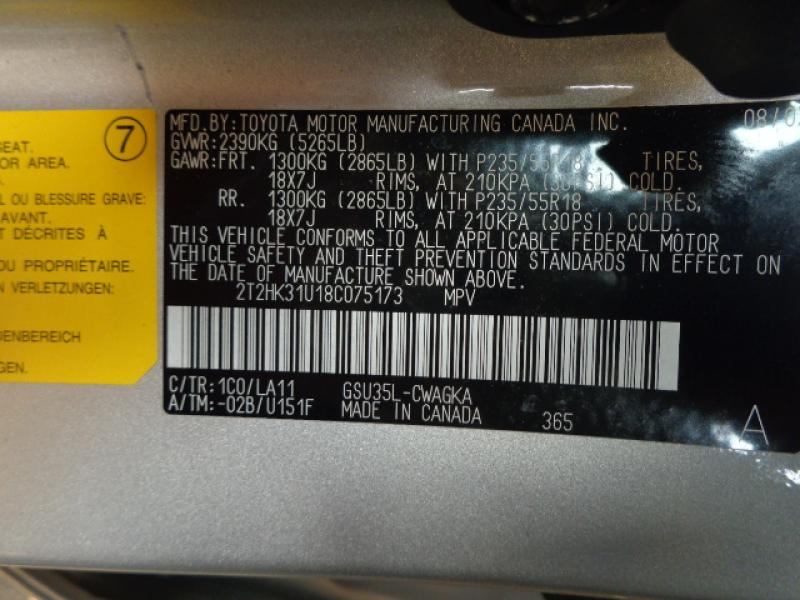 7
SEAT.
OR AREA.
L OU BLESSURE GRAVE:
AVANT.
T DÉCRITES À
DU PROPRIÉTAIRE.
N VERLETZUNGEN:
DENBEREICH
GEN.
MFD.BY:TOYOTA MOTOR MANUFACTURING CANADA INC. 08/0
GVWR:2390KG (5265LB)
GAWR:FRT. 1300KG (2865LB) WITH P235/55R18 TIRES,
18X7J RIMS, AT 210KPA (30PSI) COLD.
RR. 1300KG (2865LB) WITH P235/55R18 TIRES,
18X7J RIMS, AT 210KPA (30PSI) COLD.
THIS VEHICLE CONFORMS TO ALL APPLICABLE FEDERAL MOTOR
VEHICLE SAFETY AND THEFT PREVENTION STANDARDS IN EFFECT ON
THE DATE OF MANUFACTURE SHOWN ABOVE.
2T2HK31U18C075173 MPV
C/TR:1C0/LA11 GSU35L-CWAGKA
A/TM:-02B/U151F MADE IN CANADA 365 A